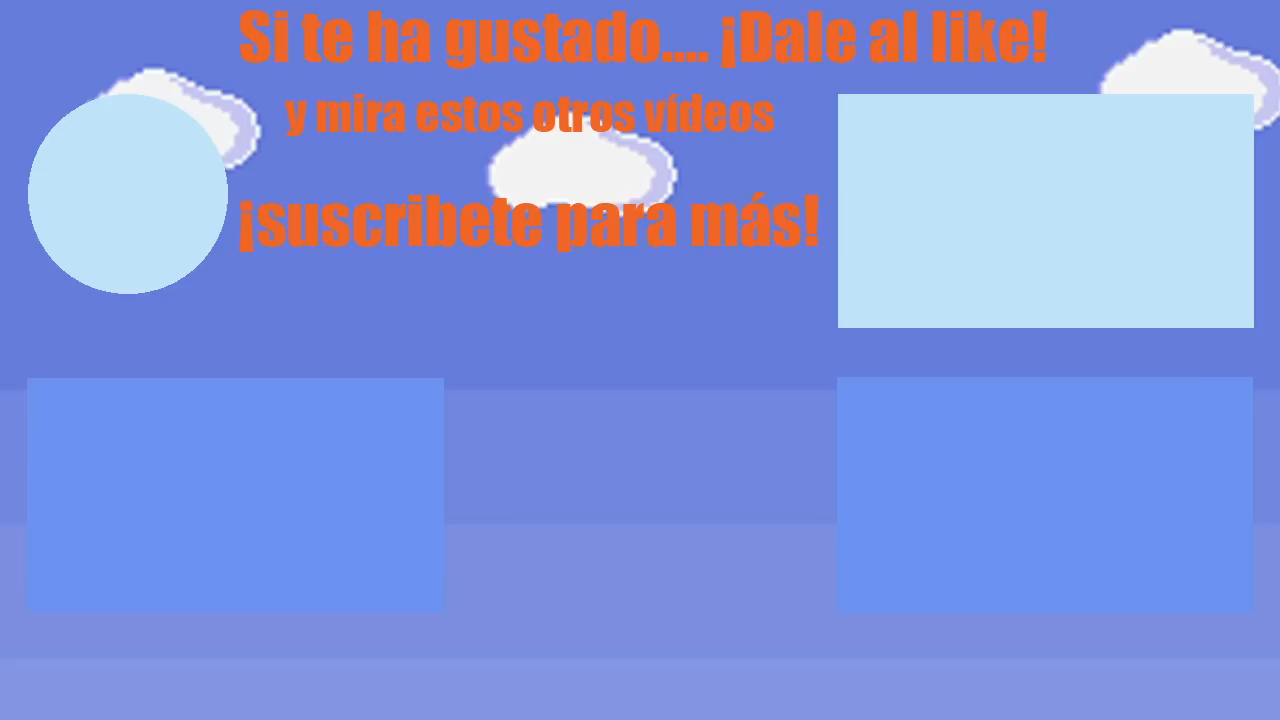 Si te ha gustado.... ¡Dale al like!
y mira estos otros vídeos
¡suscribete para más!